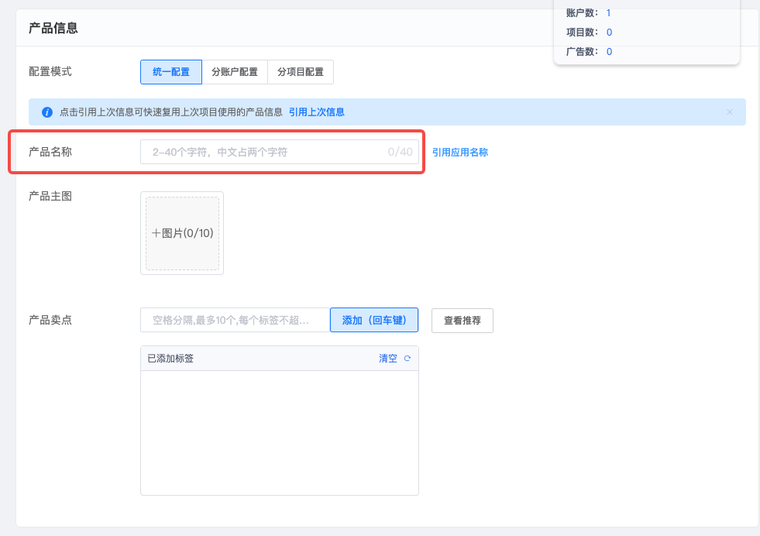 账户数： 1
项目数： 0
广告数： 0
产品信息
配置模式 统一配置 分账户配置 分项目配置
点击引用上次信息可快速复用上次项目使用的产品信息 引用上次信息
产品名称 2-40个字符，中文占两个字符 0/40 引用应用名称
产品主图
+图片(0/10)
产品卖点 空格分隔,最多10个,每个标签不超... 添加（回车键） 查看推荐
已添加标签 清空